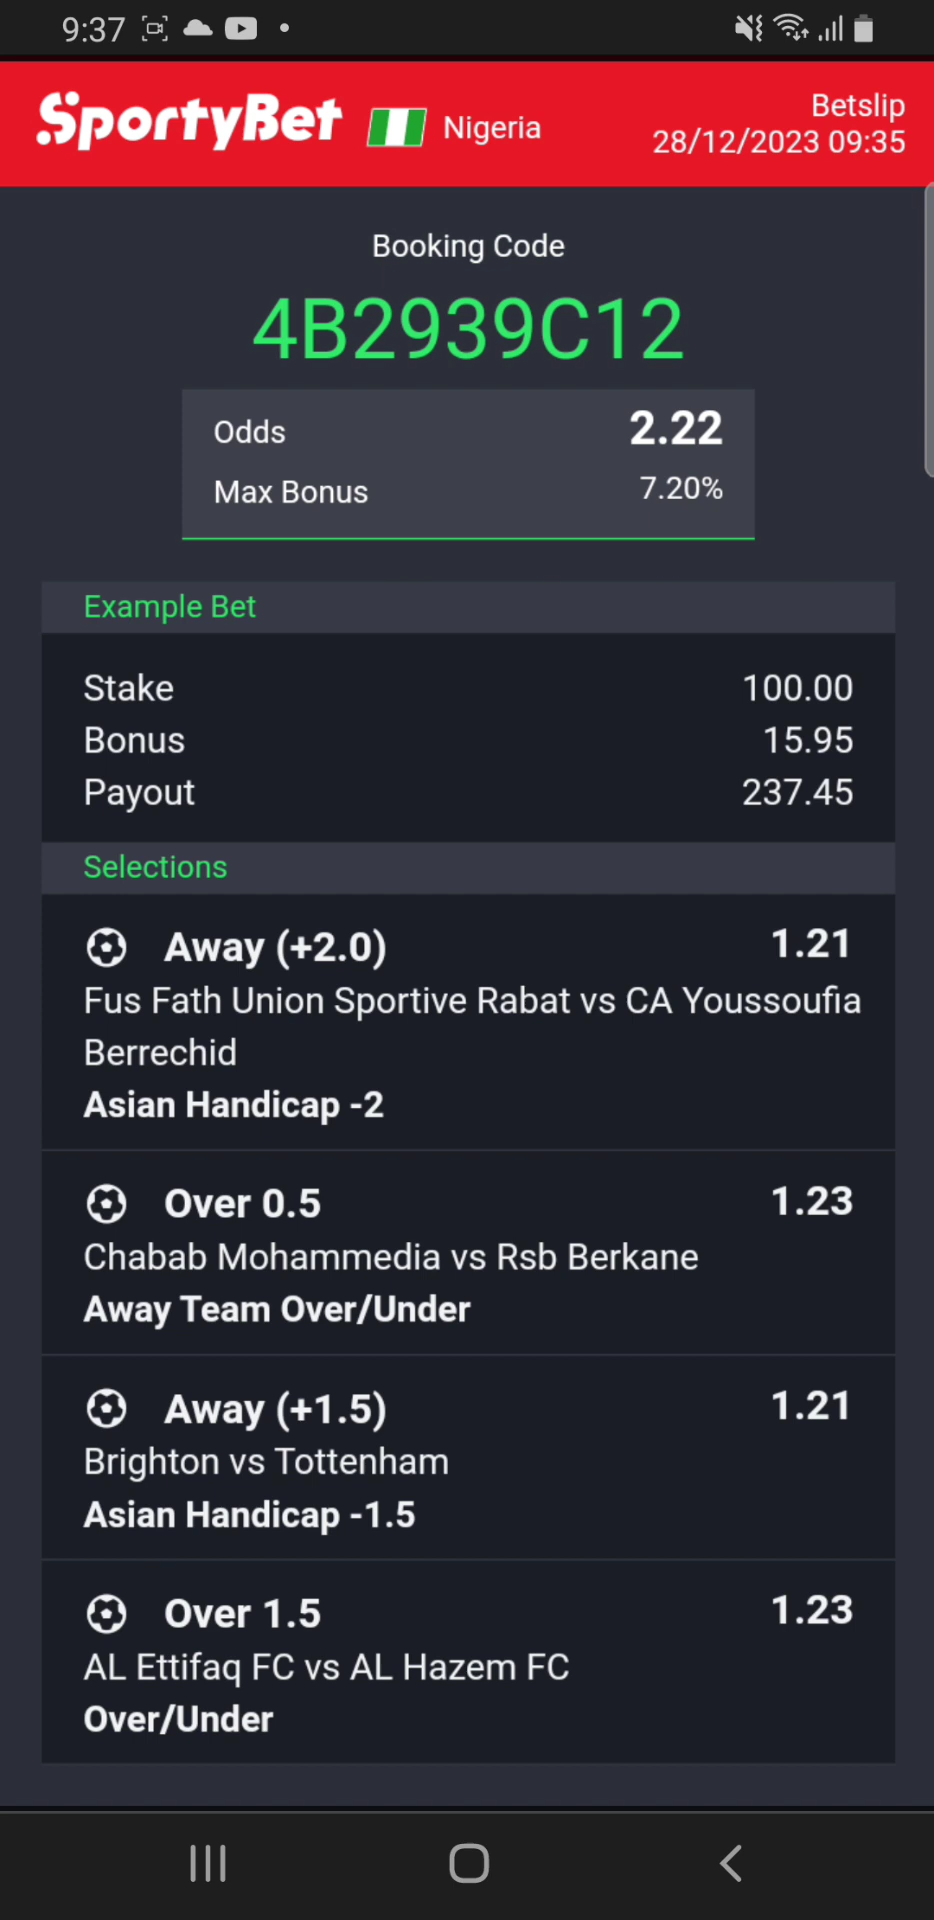 9:37
SportyBet Nigeria
Betslip
28/12/2023 09:35
Booking Code
4B2939C12
Odds 2.22
Max Bonus 7.20%
Example Bet
Stake 100.00
Bonus 15.95
Payout 237.45
Selections
Away (+2.0) 1.21
Fus Fath Union Sportive Rabat vs CA Youssoufia
Berrechid
Asian Handicap -2
Over 0.5 1.23
Chabab Mohammedia vs Rsb Berkane
Away Team Over/Under
Away (+1.5) 1.21
Brighton vs Tottenham
Asian Handicap -1.5
Over 1.5 1.23
AL Ettifaq FC vs AL Hazem FC
Over/Under